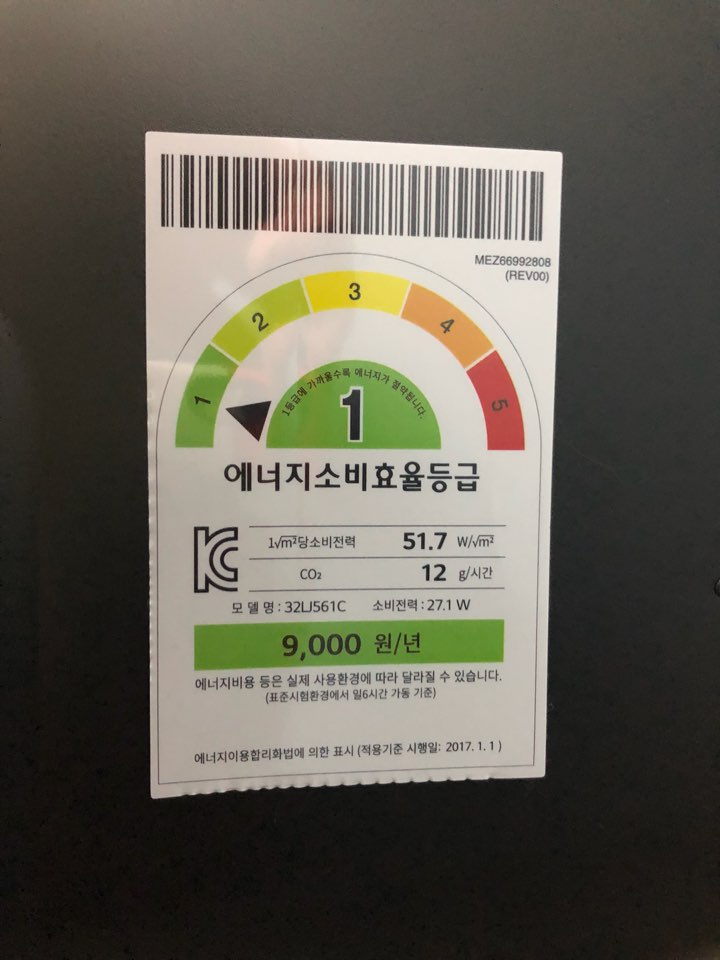 MEZ66992808
(REV00)
1 2 3 4 5
1등급에 가까울수록 에너지가 절약됩니다.
1
에너지소비효율등급
1√m²당소비전력 51.7 W/√m²
CO₂ 12 g/시간
모 델 명 : 32LJ561C 소비전력 : 27.1 W
9,000 원/년
에너지비용 등은 실제 사용환경에 따라 달라질 수 있습니다.
(표준시험환경에서 일6시간 가동 기준)
에너지이용합리화법에 의한 표시 (적용기준 시행일: 2017. 1. 1 )